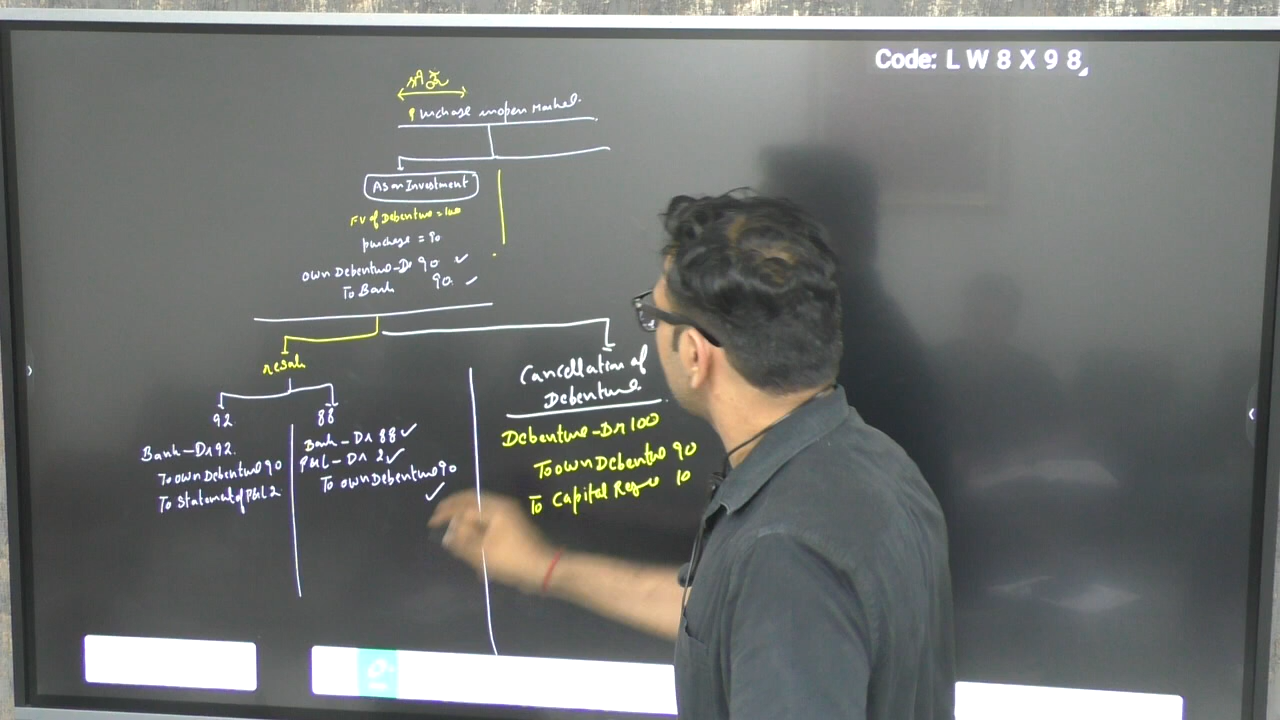 Code: L W 8 X 9 8
Purchase in open Market.
As an Investment
FV of Debenture = 100
purchase = 90
own Debenture - Dr 90
To Bank 90
resale
92
88
Bank - Dr 92
To own Debenture 90
To Statement of P&L 2
Bank - Dr 88
P&L - Dr 2
To own Debenture 90
Cancellation of
Debenture
Debenture - Dr 100
To own Debenture 90
To Capital Reserve 10